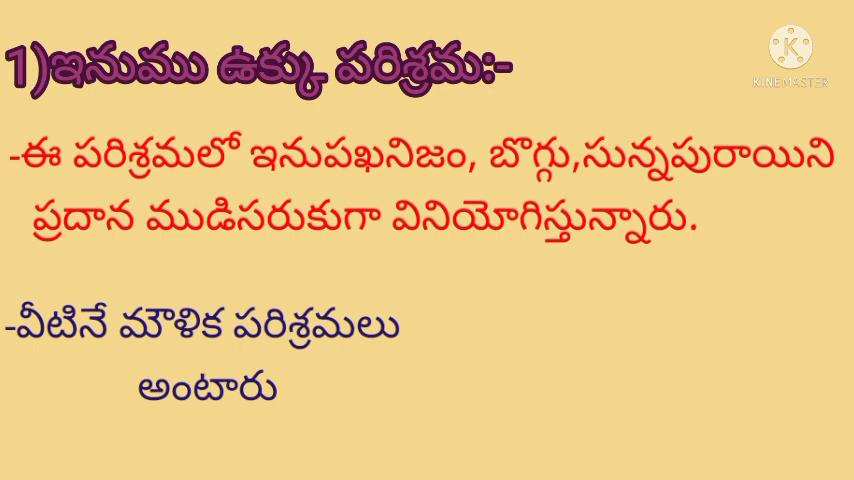 1)ఇనుము ఉక్కు పరిశ్రమ:-
K
KINEMASTER
-ఈ పరిశ్రమలో ఇనుపఖనిజం, బొగ్గు,సున్నపురాయిని
ప్రదాన ముడిసరుకుగా వినియోగిస్తున్నారు.
-వీటినే మౌళిక పరిశ్రమలు
అంటారు